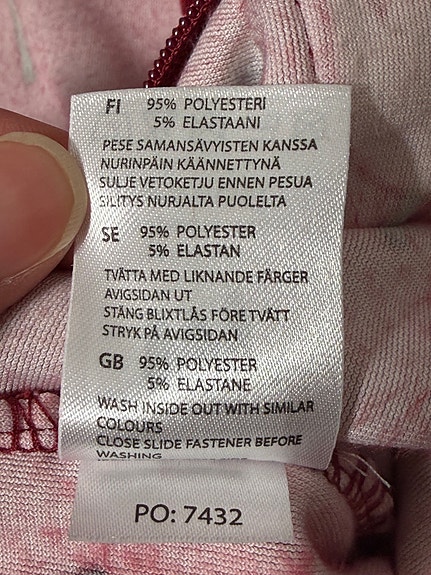 FI 95% POLYESTERI
5% ELASTAANI
PESE SAMANSÄVYISTEN KANSSA
NURINPÄIN KÄÄNNETTYNÄ
SULJE VETOKETJU ENNEN PESUA
SILITYS NURJALTA PUOLELTA
SE 95% POLYESTER
5% ELASTAN
TVÄTTA MED LIKNANDE FÄRGER
AVIGSIDAN UT
STÄNG BLIXTLÅS FÖRE TVÄTT
STRYK PÅ AVIGSIDAN
GB 95% POLYESTER
5% ELASTANE
WASH INSIDE OUT WITH SIMILAR
COLOURS
CLOSE SLIDE FASTENER BEFORE
WASHING
PO: 7432